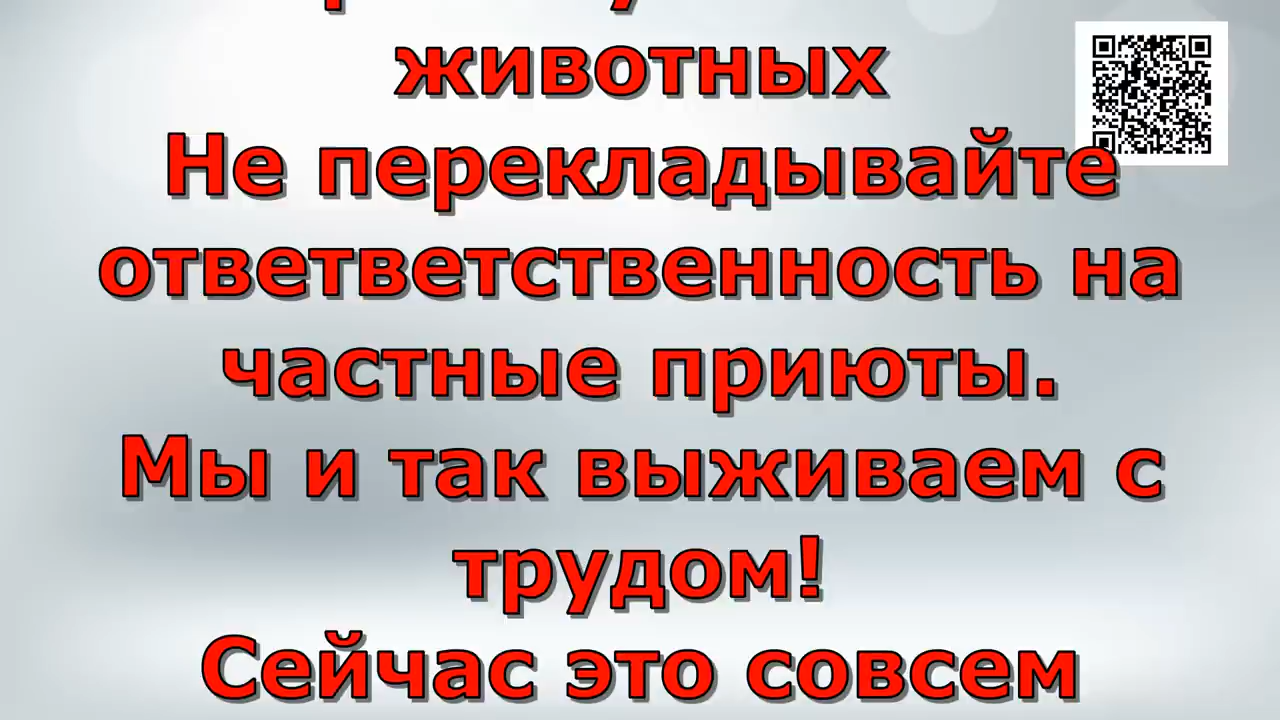 животных
Не перекладывайте
ответветственность на
частные приюты.
Мы и так выживаем с
трудом!
Сейчас это совсем